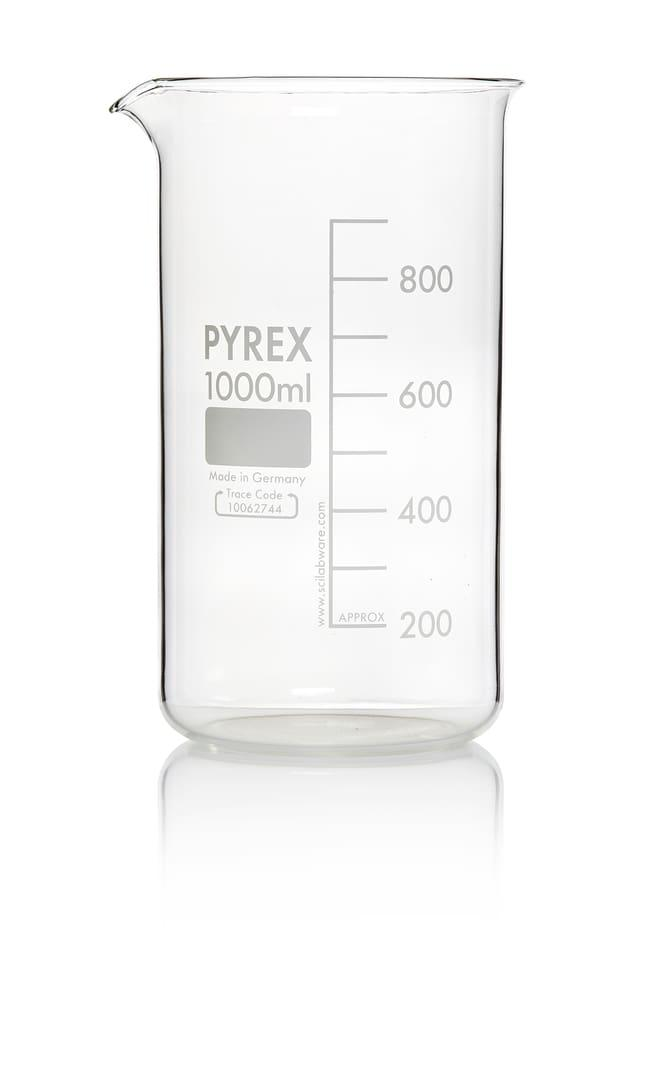 PYREX
1000ml
Made in Germany
Trace Code
10062744
www.scilabware.com
800
600
400
APPROX 200